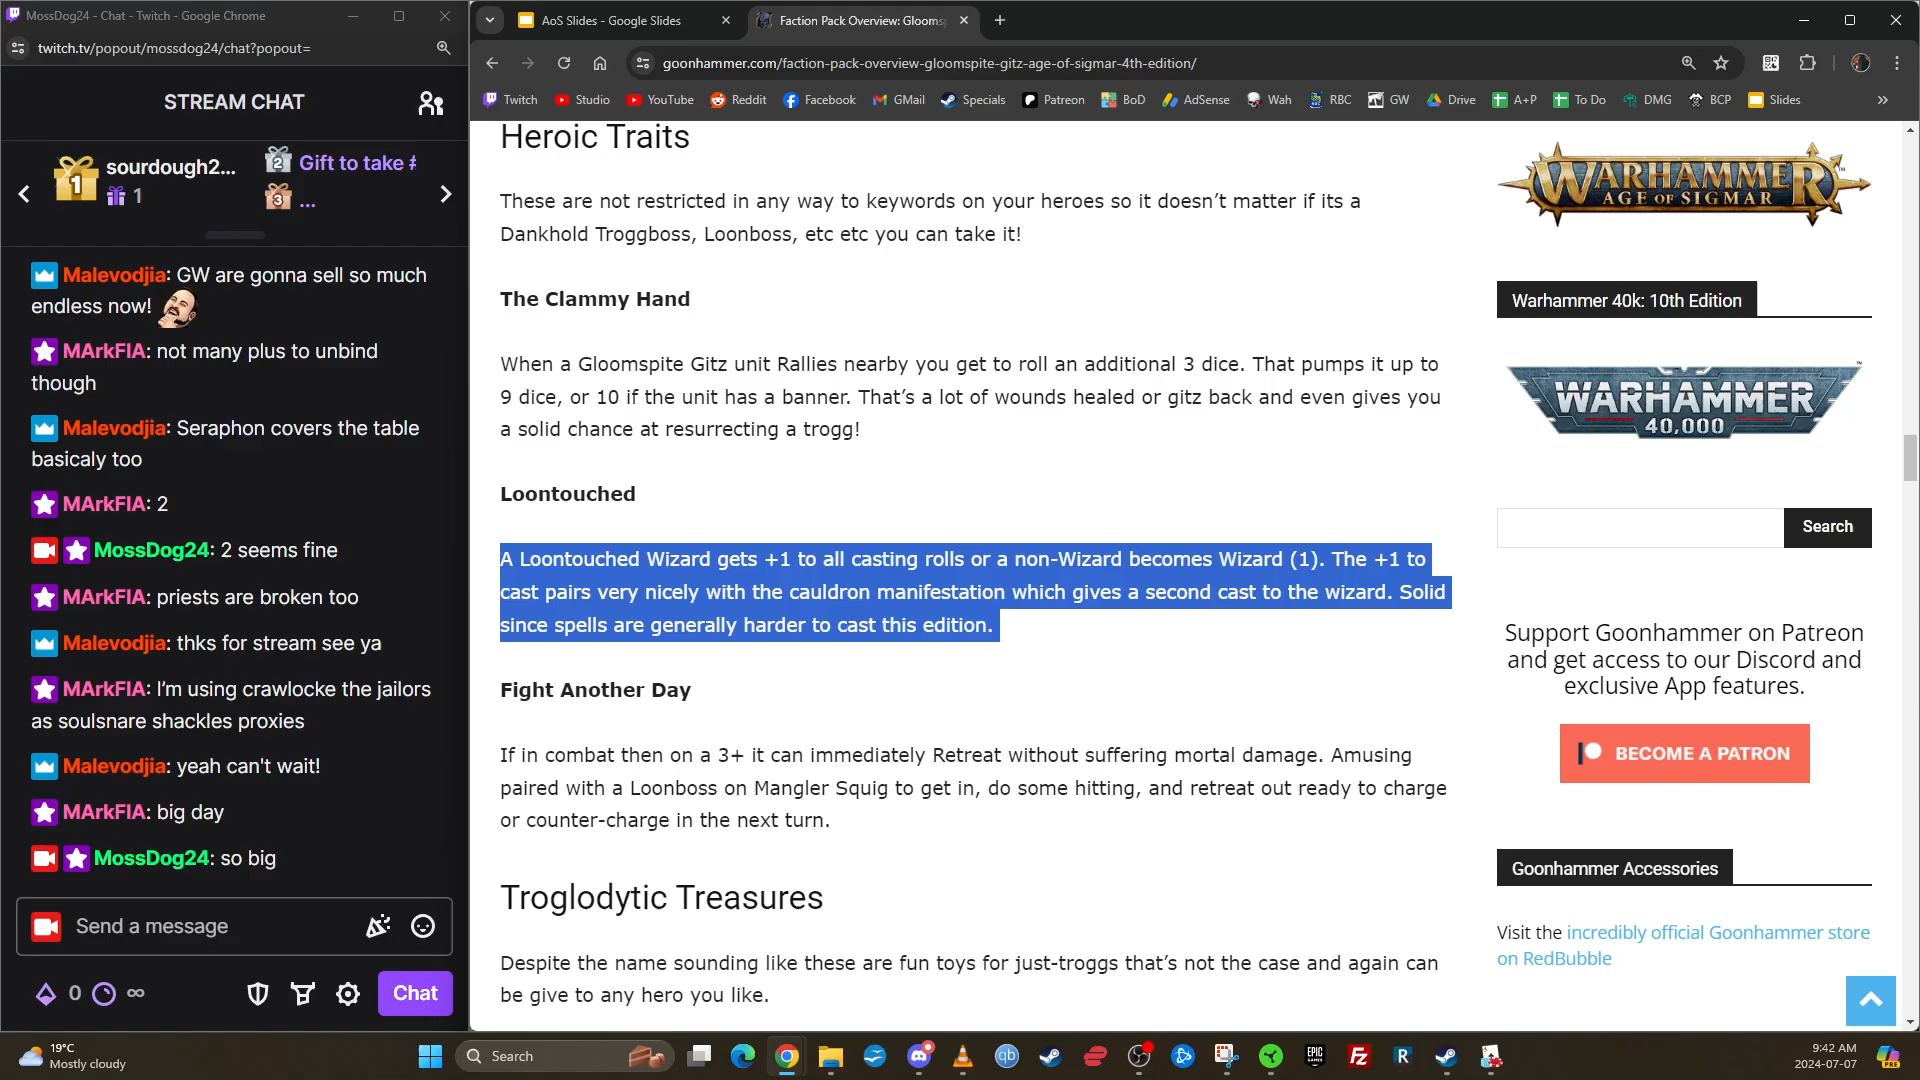 MossDog24 - Chat - Twitch - Google Chrome
twitch.tv/popout/mossdog24/chat?popout=
STREAM CHAT
1
sourdough2...
1
2
Gift to take #
3
...
Malevodjia: GW are gonna sell so much
endless now!
MArkFIA: not many plus to unbind
though
Malevodjia: Seraphon covers the table
basicaly too
MArkFIA: 2
MossDog24: 2 seems fine
MArkFIA: priests are broken too
Malevodjia: thks for stream see ya
MArkFIA: I'm using crawlocke the jailors
as soulsnare shackles proxies
Malevodjia: yeah can't wait!
MArkFIA: big day
MossDog24: so big
Send a message
0
∞
Chat
AoS Slides - Google Slides
Faction Pack Overview: Glooms
goonhammer.com/faction-pack-overview-gloomspite-gitz-age-of-sigmar-4th-edition/
Twitch
Studio
YouTube
Reddit
Facebook
GMail
Specials
Patreon
BoD
AdSense
Wah
RBC
GW
Drive
A+P
To Do
DMG
BCP
Slides
Heroic Traits
These are not restricted in any way to keywords on your heroes so it doesn't matter if its a
Dankhold Troggboss, Loonboss, etc etc you can take it!
The Clammy Hand
When a Gloomspite Gitz unit Rallies nearby you get to roll an additional 3 dice. That pumps it up to
9 dice, or 10 if the unit has a banner. That's a lot of wounds healed or gitz back and even gives you
a solid chance at resurrecting a trogg!
Loontouched
A Loontouched Wizard gets +1 to all casting rolls or a non-Wizard becomes Wizard (1). The +1 to
cast pairs very nicely with the cauldron manifestation which gives a second cast to the wizard. Solid
since spells are generally harder to cast this edition.
Fight Another Day
If in combat then on a 3+ it can immediately Retreat without suffering mortal damage. Amusing
paired with a Loonboss on Mangler Squig to get in, do some hitting, and retreat out ready to charge
or counter-charge in the next turn.
Troglodytic Treasures
Despite the name sounding like these are fun toys for just-troggs that's not the case and again can
be give to any hero you like.
WARHAMMER
AGE OF SIGMAR
Warhammer 40k: 10th Edition
WARHAMMER
40,000
Search
Support Goonhammer on Patreon
and get access to our Discord and
exclusive App features.
BECOME A PATRON
Goonhammer Accessories
Visit the incredibly official Goonhammer store
on RedBubble
19°C
Mostly cloudy
Search
qb
EPIC
GAMES
FZ
R
9:42 AM
2024-07-07
PRE